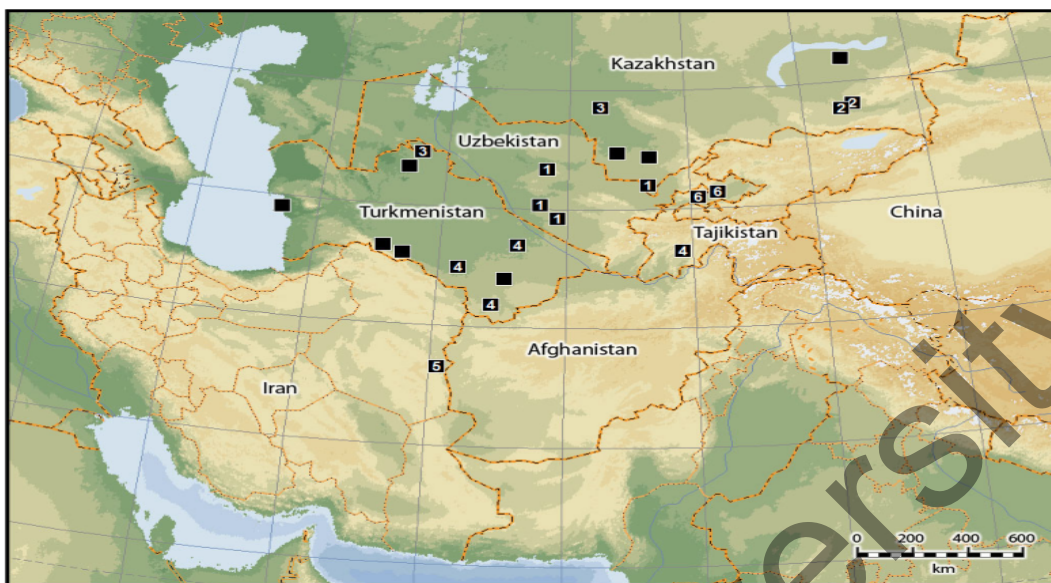 Kazakhstan
3
2
2
Uzbekistan
3
1
1
6
6
1
Turkmenistan
1
China
Tajikistan
4
4
4
4
Afghanistan
5
Iran
ersity
0 200 400 600
km